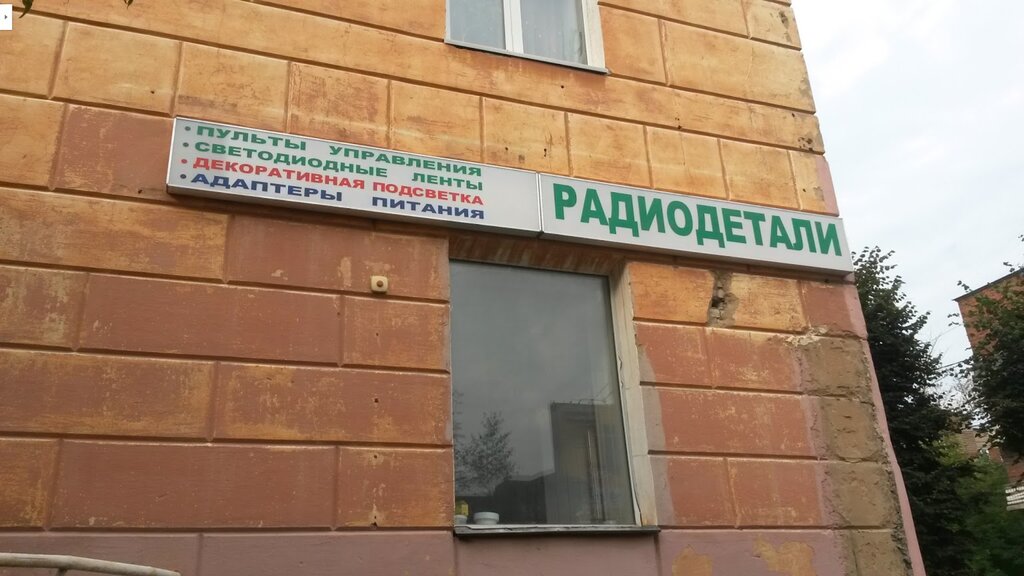 • ПУЛЬТЫ УПРАВЛЕНИЯ
• СВЕТОДИОДНЫЕ ЛЕНТЫ
• ДЕКОРАТИВНАЯ ПОДСВЕТКА
• АДАПТЕРЫ ПИТАНИЯ
РАДИОДЕТАЛИ